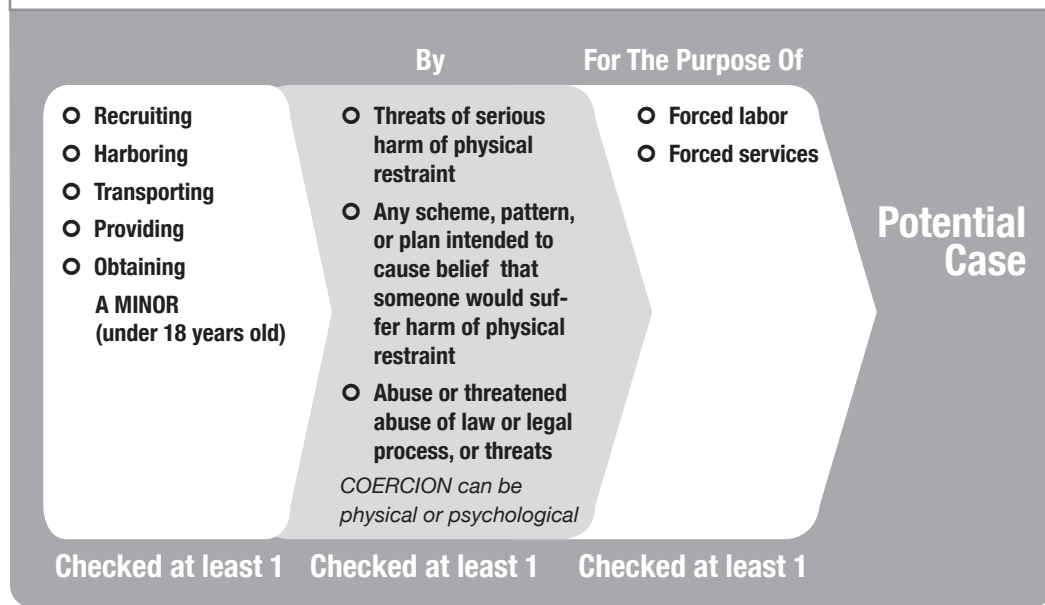 By
For The Purpose Of
Recruiting
Harboring
Transporting
Providing
Obtaining
A MINOR
(under 18 years old)
Threats of serious
harm of physical
restraint
Any scheme, pattern,
or plan intended to
cause belief that
someone would suf-
fer harm of physical
restraint
Abuse or threatened
abuse of law or legal
process, or threats
COERCION can be
physical or psychological
Forced labor
Forced services
Potential
Case
Checked at least 1
Checked at least 1
Checked at least 1